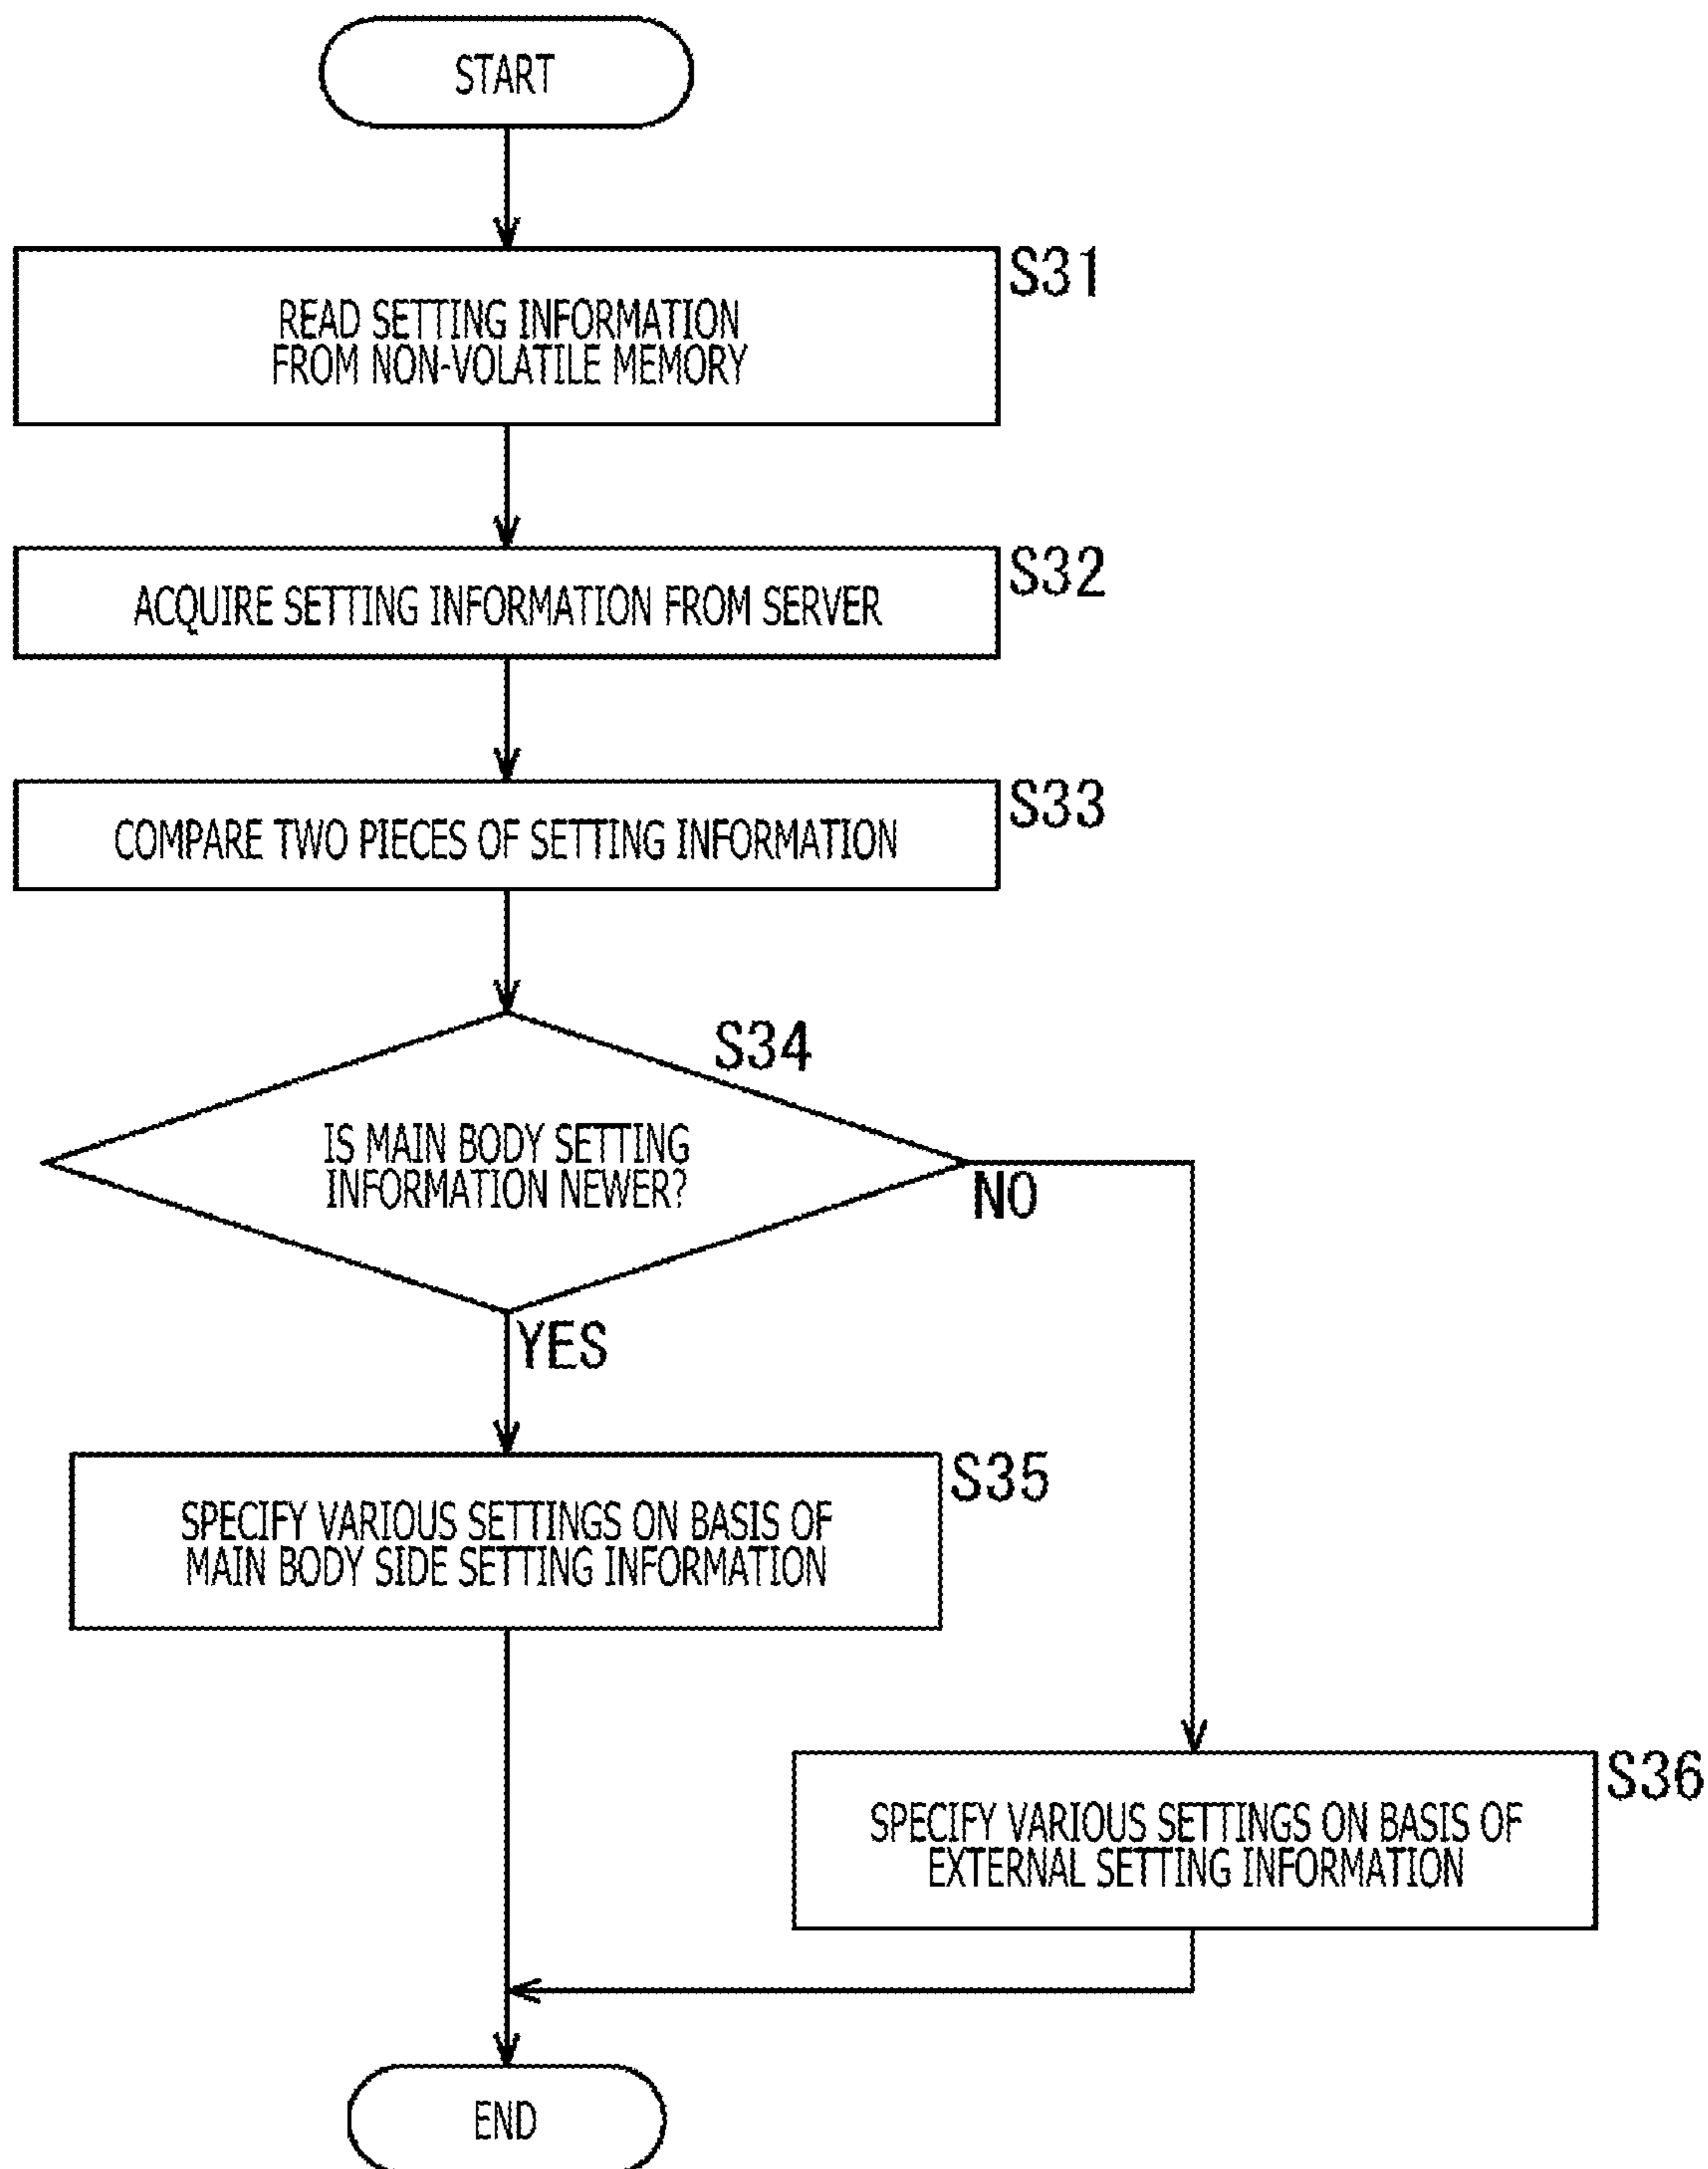 START
S31
READ SETTING INFORMATION
FROM NON-VOLATILE MEMORY
S32
ACQUIRE SETTING INFORMATION FROM SERVER
S33
COMPARE TWO PIECES OF SETTING INFORMATION
S34
IS MAIN BODY SETTING
INFORMATION NEWER?
NO
YES
S35
SPECIFY VARIOUS SETTINGS ON BASIS OF
MAIN BODY SIDE SETTING INFORMATION
S36
SPECIFY VARIOUS SETTINGS ON BASIS OF
EXTERNAL SETTING INFORMATION
END